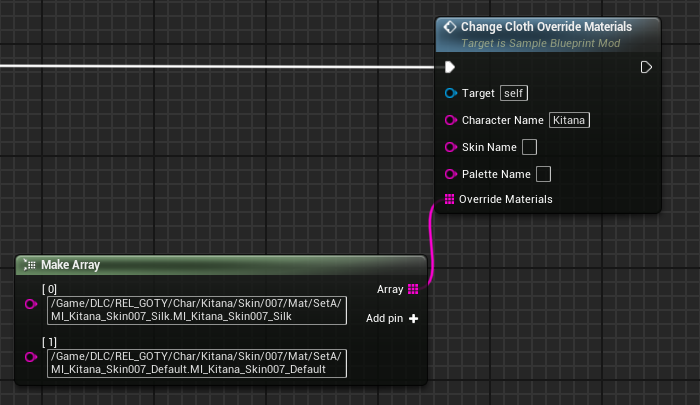 Change Cloth Override Materials
Target is Sample Blueprint Mod
Target self
Character Name Kitana
Skin Name
Palette Name
Override Materials
Make Array
[ 0]
/Game/DLC/REL_GOTY/Char/Kitana/Skin/007/Mat/SetA/
MI_Kitana_Skin007_Silk.MI_Kitana_Skin007_Silk
Array
Add pin
[ 1]
/Game/DLC/REL_GOTY/Char/Kitana/Skin/007/Mat/SetA/
MI_Kitana_Skin007_Default.MI_Kitana_Skin007_Default